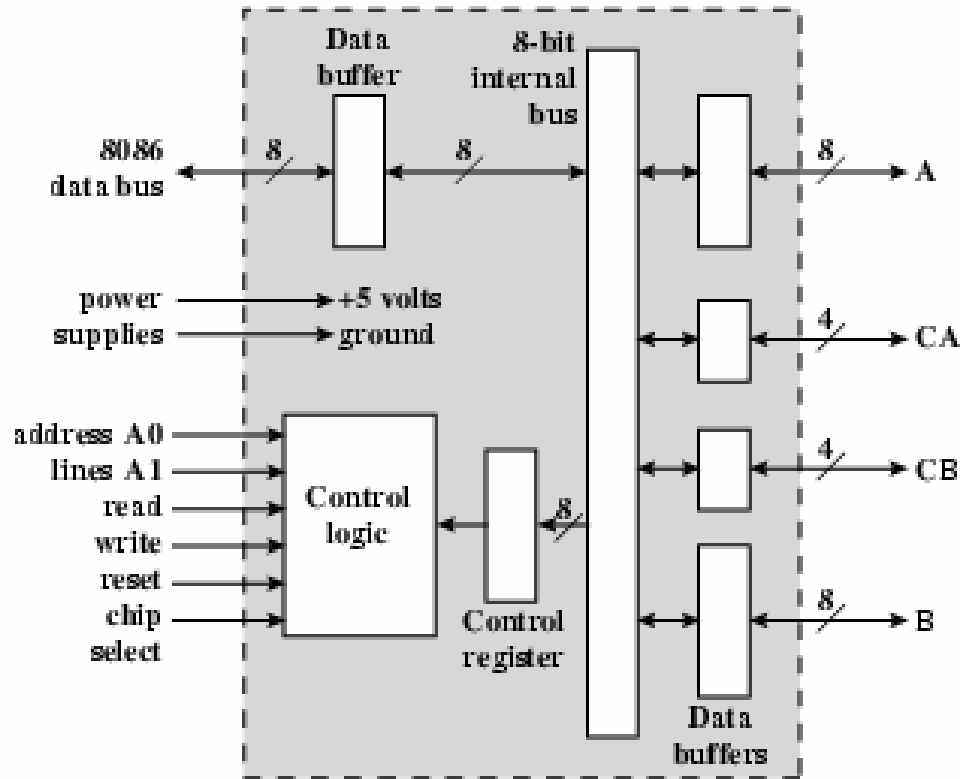 Data
buffer
8-bit
internal
bus
8086
data bus
8
8
8
A
power
supplies
+5 volts
ground
4
CA
address A0
lines A1
read
write
reset
chip
select
Control
logic
8
Control
register
4
CB
8
B
Data
buffers